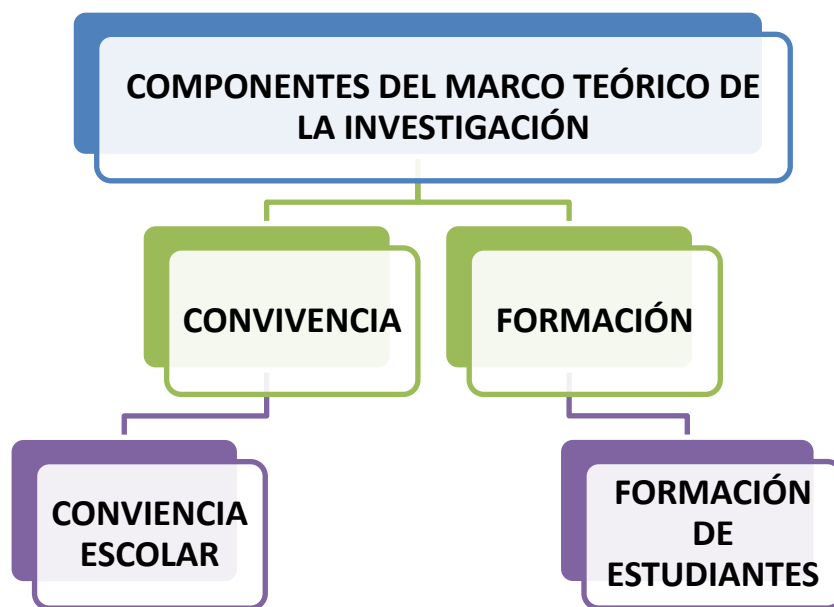 COMPONENTES DEL MARCO TEÓRICO DE
LA INVESTIGACIÓN
CONVIVENCIA
FORMACIÓN
CONVIENCIA
ESCOLAR
FORMACIÓN
DE
ESTUDIANTES